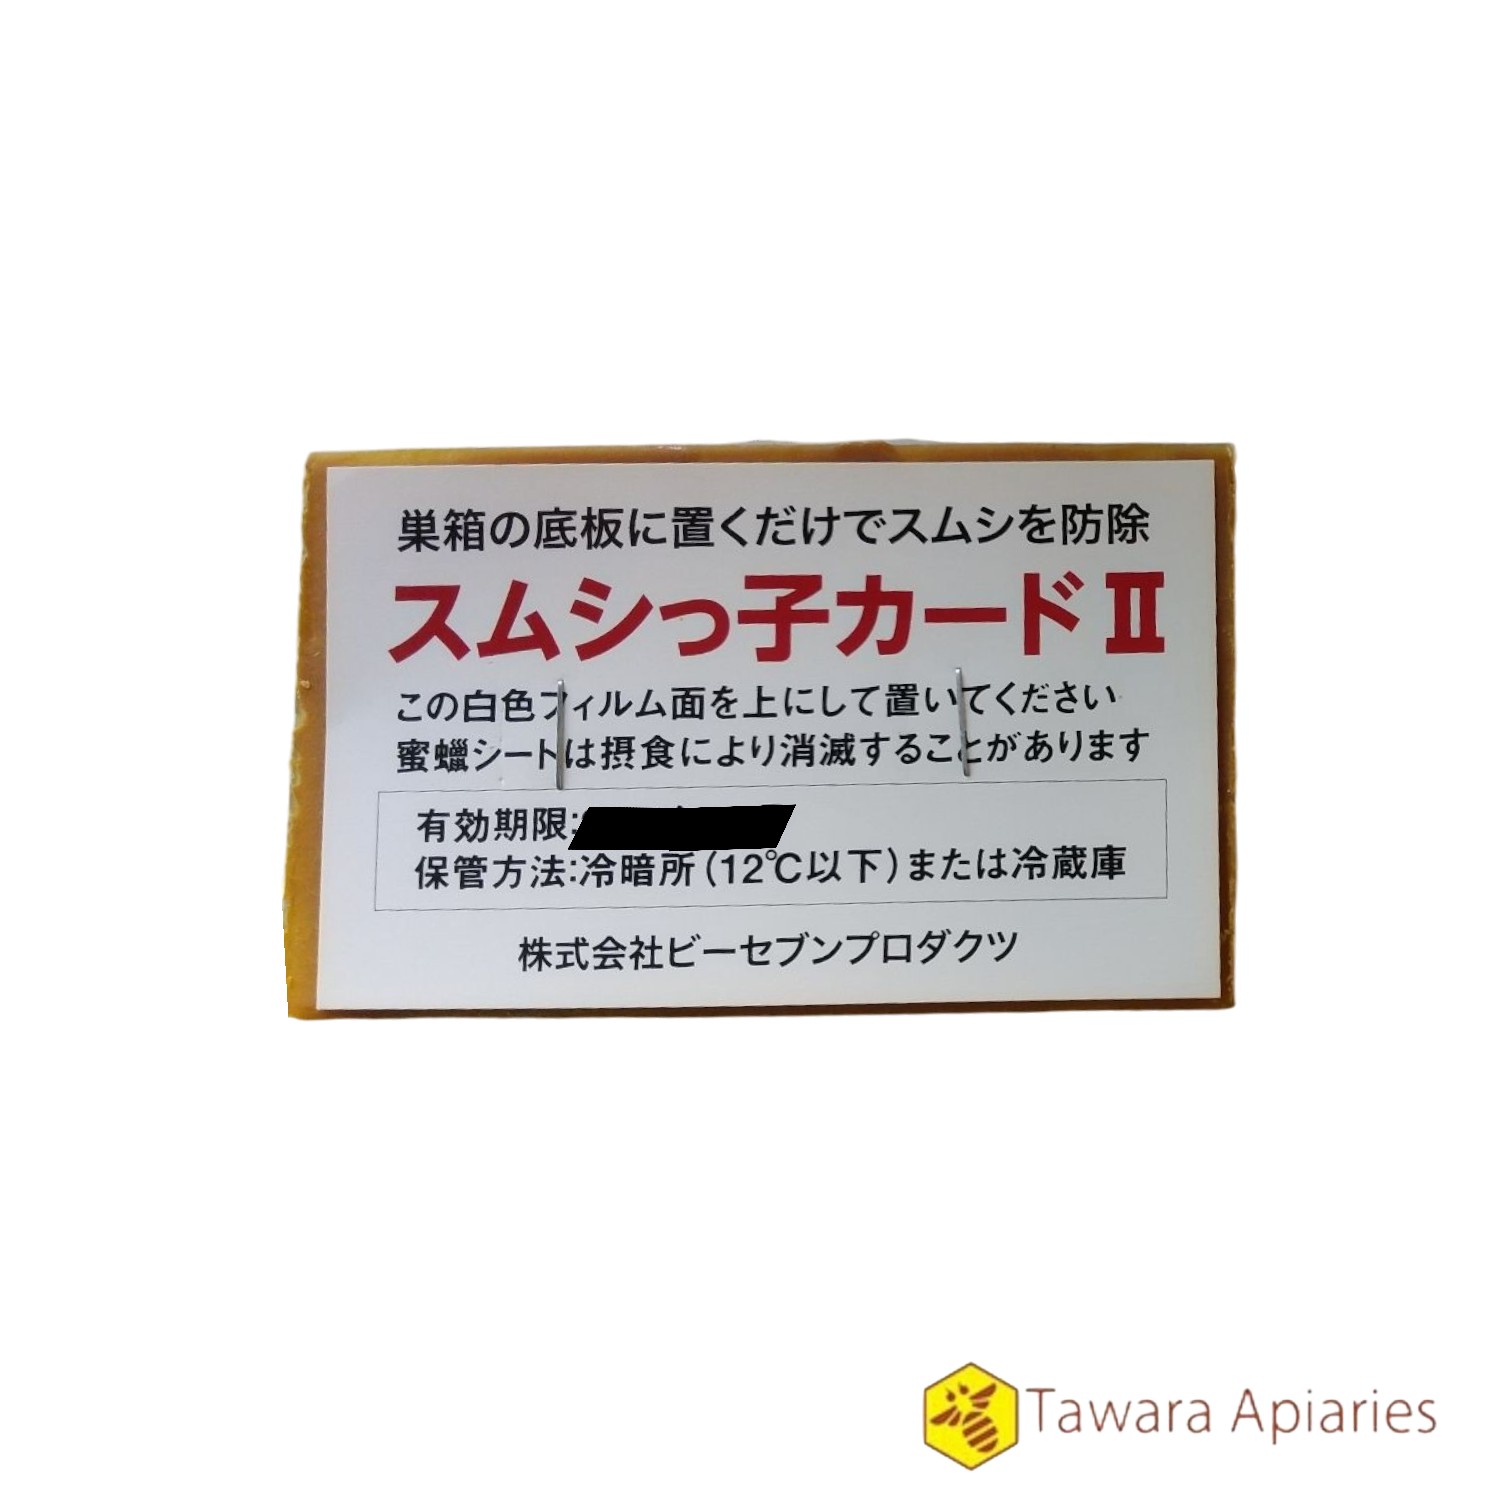 巣箱の底板に置くだけでスムシを防除
スムシっ子カードⅡ
この白色フィルム面を上にして置いてください
蜜蠟シートは摂食により消滅することがあります
有効期限:
保管方法:冷暗所(12℃以下)または冷蔵庫
株式会社ビーセブンプロダクツ
Tawara Apiaries